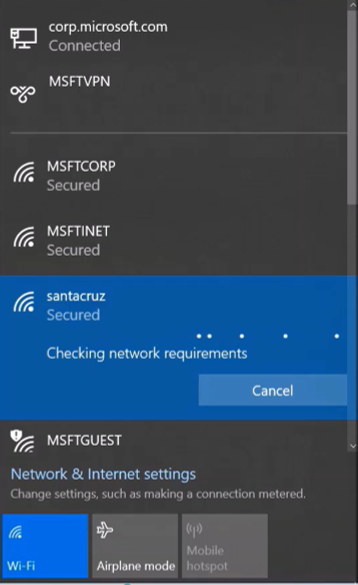 corp.microsoft.com
Connected
MSFTVPN
MSFTCORP
Secured
MSFTINET
Secured
santacruz
Secured
Checking network requirements
Cancel
MSFTGUEST
Network & Internet settings
Change settings, such as making a connection metered.
Wi-Fi
Airplane mode
Mobile
hotspot